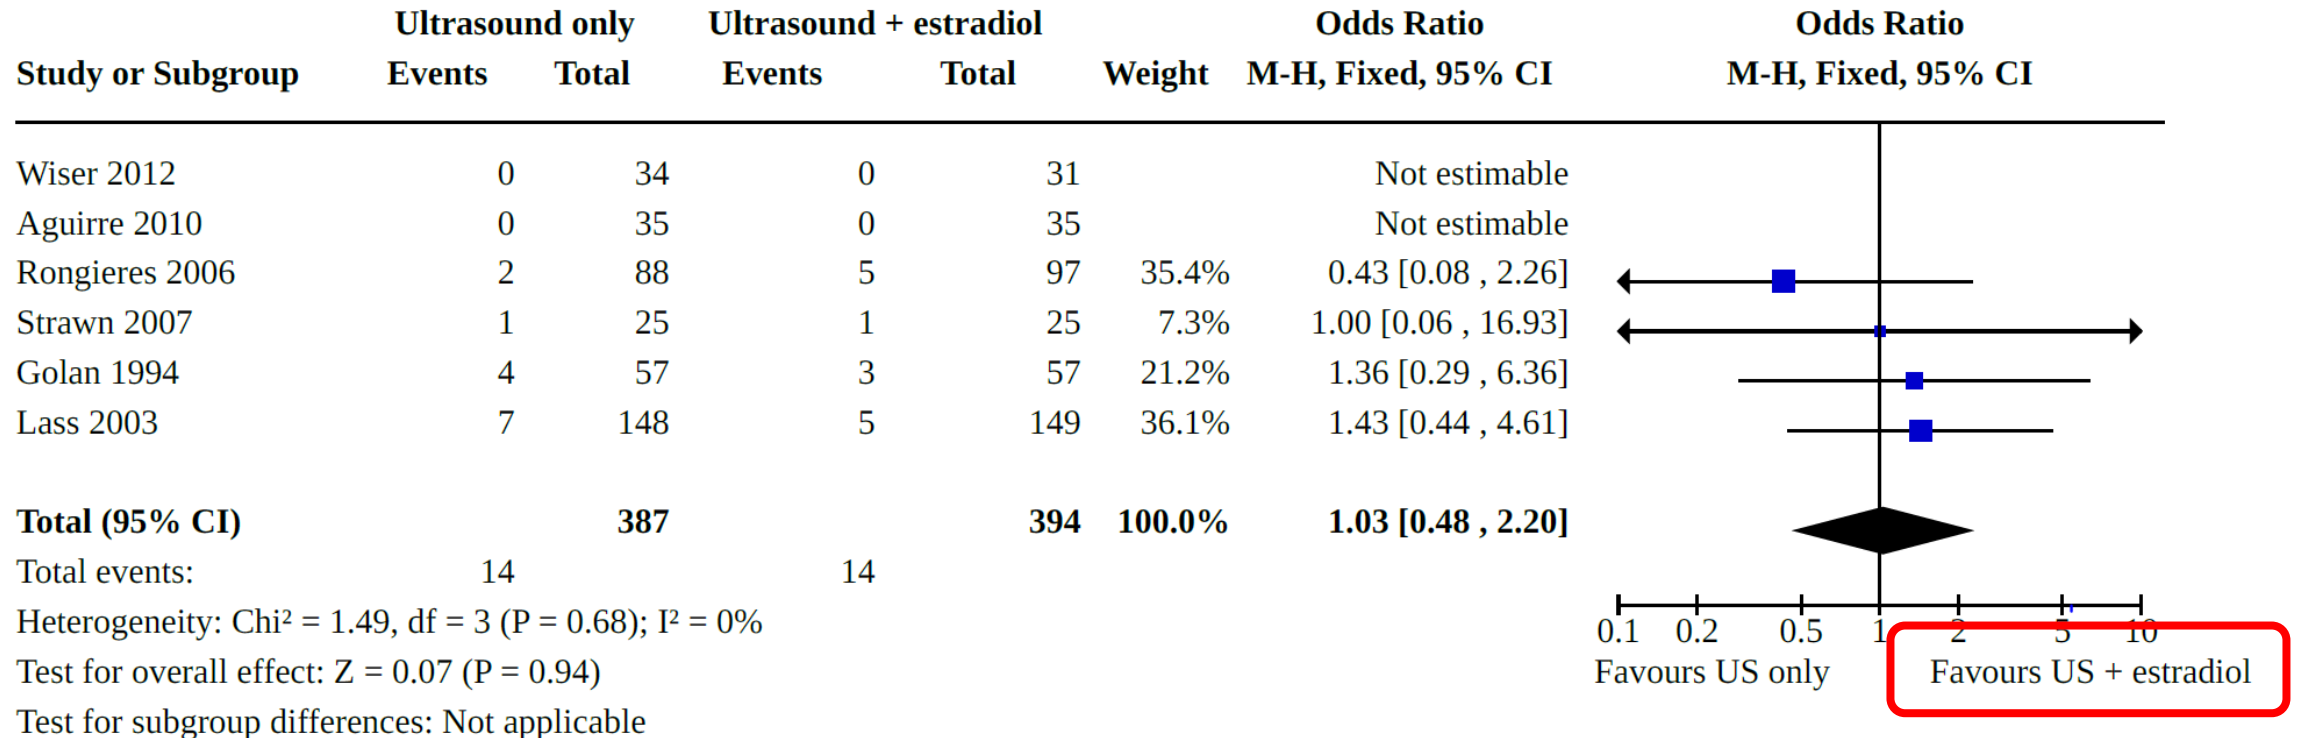 Ultrasound only Ultrasound + estradiol Odds Ratio Odds Ratio
Study or Subgroup Events Total Events Total Weight M-H, Fixed, 95% CI M-H, Fixed, 95% CI
Wiser 2012 0 34 0 31 Not estimable
Aguirre 2010 0 35 0 35 Not estimable
Rongieres 2006 2 88 5 97 35.4% 0.43 [0.08 , 2.26]
Strawn 2007 1 25 1 25 7.3% 1.00 [0.06 , 16.93]
Golan 1994 4 57 3 57 21.2% 1.36 [0.29 , 6.36]
Lass 2003 7 148 5 149 36.1% 1.43 [0.44 , 4.61]
Total (95% CI) 387 394 100.0% 1.03 [0.48 , 2.20]
Total events: 14 14
Heterogeneity: Chi² = 1.49, df = 3 (P = 0.68); I² = 0% 0.1 0.2 0.5 1 2 5 10
Test for overall effect: Z = 0.07 (P = 0.94) Favours US only Favours US + estradiol
Test for subgroup differences: Not applicable